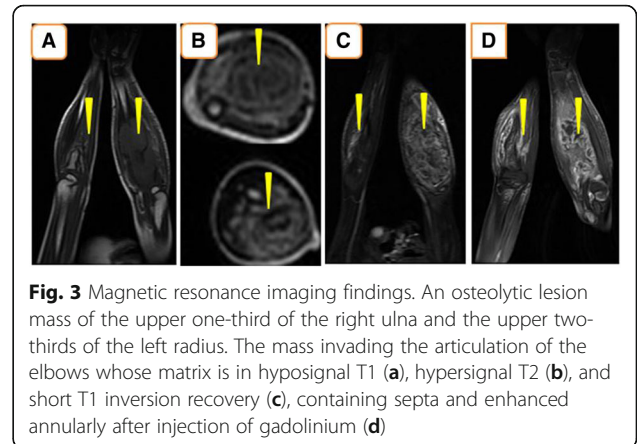 A
B
C
D
Fig. 3 Magnetic resonance imaging findings. An osteolytic lesion
mass of the upper one-third of the right ulna and the upper two-
thirds of the left radius. The mass invading the articulation of the
elbows whose matrix is in hyposignal T1 (a), hypersignal T2 (b), and
short T1 inversion recovery (c), containing septa and enhanced
annularly after injection of gadolinium (d)